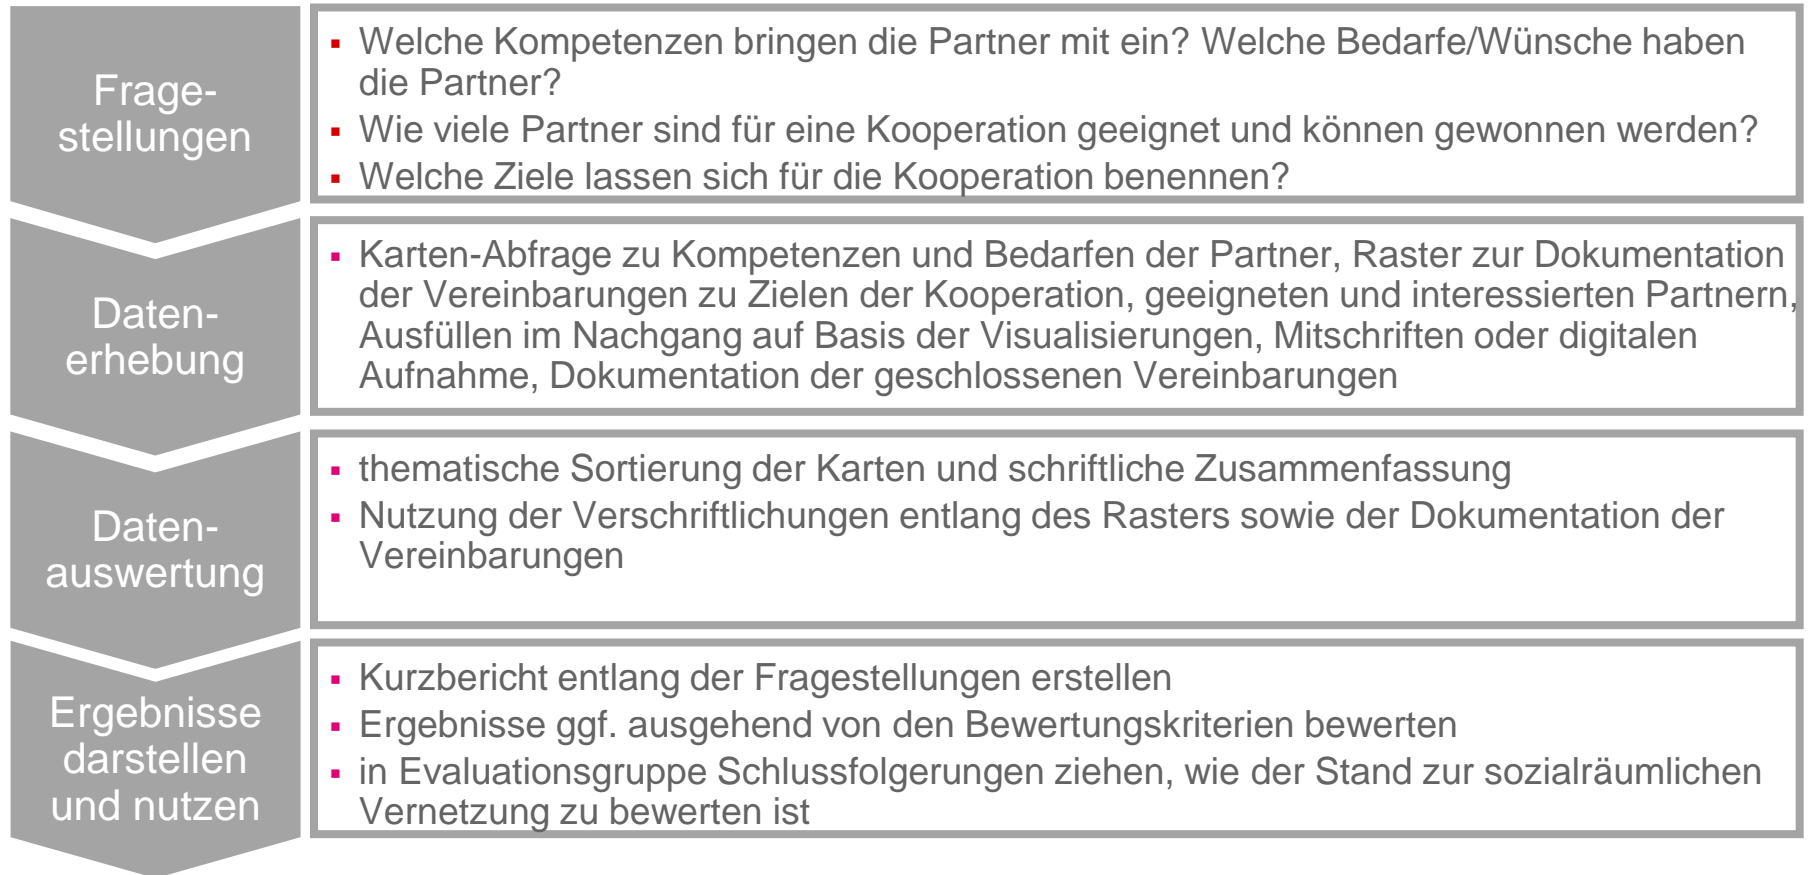 Frage-
stellungen
▪ Welche Kompetenzen bringen die Partner mit ein? Welche Bedarfe/Wünsche haben
die Partner?
▪ Wie viele Partner sind für eine Kooperation geeignet und können gewonnen werden?
▪ Welche Ziele lassen sich für die Kooperation benennen?
Daten-
erhebung
▪ Karten-Abfrage zu Kompetenzen und Bedarfen der Partner, Raster zur Dokumentation
der Vereinbarungen zu Zielen der Kooperation, geeigneten und interessierten Partnern,
Ausfüllen im Nachgang auf Basis der Visualisierungen, Mitschriften oder digitalen
Aufnahme, Dokumentation der geschlossenen Vereinbarungen
Daten-
auswertung
▪ thematische Sortierung der Karten und schriftliche Zusammenfassung
▪ Nutzung der Verschriftlichungen entlang des Rasters sowie der Dokumentation der
Vereinbarungen
Ergebnisse
darstellen
und nutzen
▪ Kurzbericht entlang der Fragestellungen erstellen
▪ Ergebnisse ggf. ausgehend von den Bewertungskriterien bewerten
▪ in Evaluationsgruppe Schlussfolgerungen ziehen, wie der Stand zur sozialräumlichen
Vernetzung zu bewerten ist